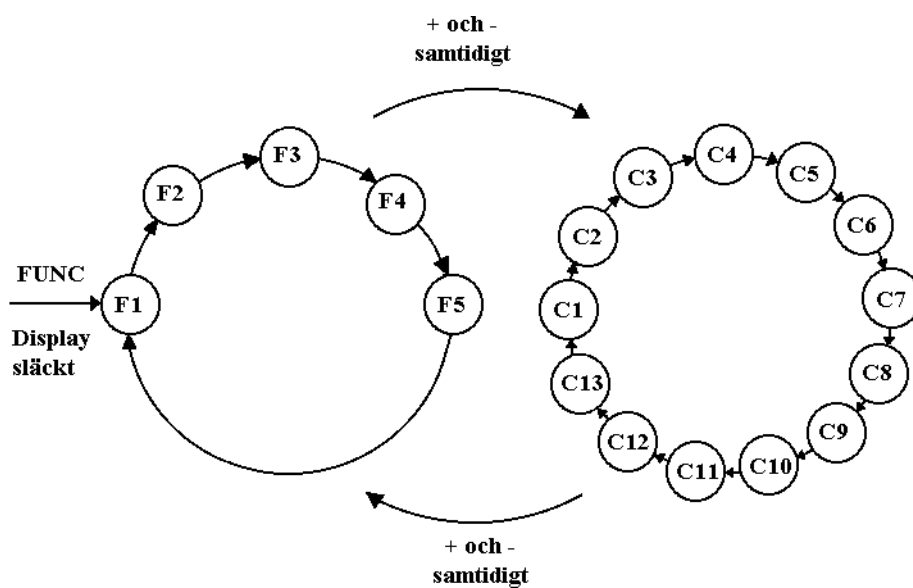 + och -
samtidigt
F1
F2
F3
F4
F5
FUNC
Display
släckt
C1
C2
C3
C4
C5
C6
C7
C8
C9
C10
C11
C12
C13
+ och -
samtidigt